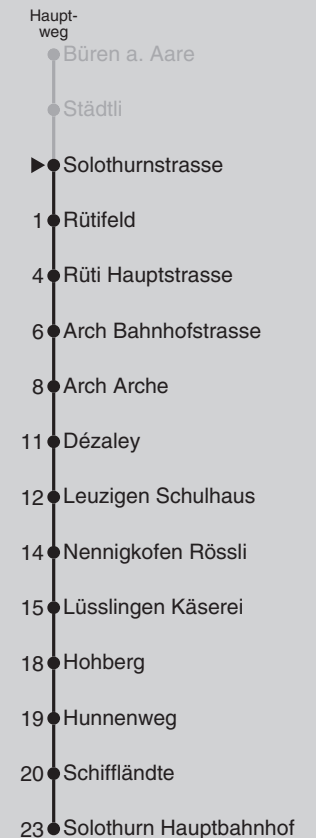 Haupt-
weg
Büren a. Aare
Städtli
Solothurnstrasse
1 Rütifeld
4 Rüti Hauptstrasse
6 Arch Bahnhofstrasse
8 Arch Arche
11 Dézaley
12 Leuzigen Schulhaus
14 Nennigkofen Rössli
15 Lüsslingen Käserei
18 Hohberg
19 Hunnenweg
20 Schiffländte
23 Solothurn Hauptbahnhof